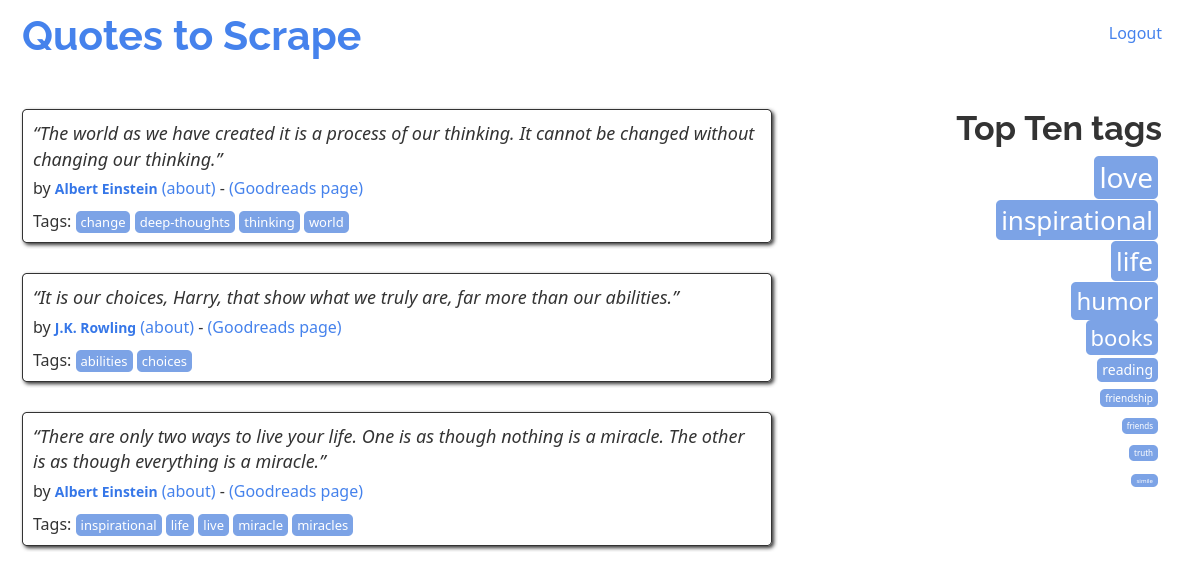 Quotes to Scrape
Logout
“The world as we have created it is a process of our thinking. It cannot be changed without
changing our thinking.”
by Albert Einstein (about) - (Goodreads page)
Tags: change deep-thoughts thinking world
“It is our choices, Harry, that show what we truly are, far more than our abilities.”
by J.K. Rowling (about) - (Goodreads page)
Tags: abilities choices
“There are only two ways to live your life. One is as though nothing is a miracle. The other
is as though everything is a miracle.”
by Albert Einstein (about) - (Goodreads page)
Tags: inspirational life live miracle miracles
Top Ten tags
love
inspirational
life
humor
books
reading
friendship
friends
truth
simile